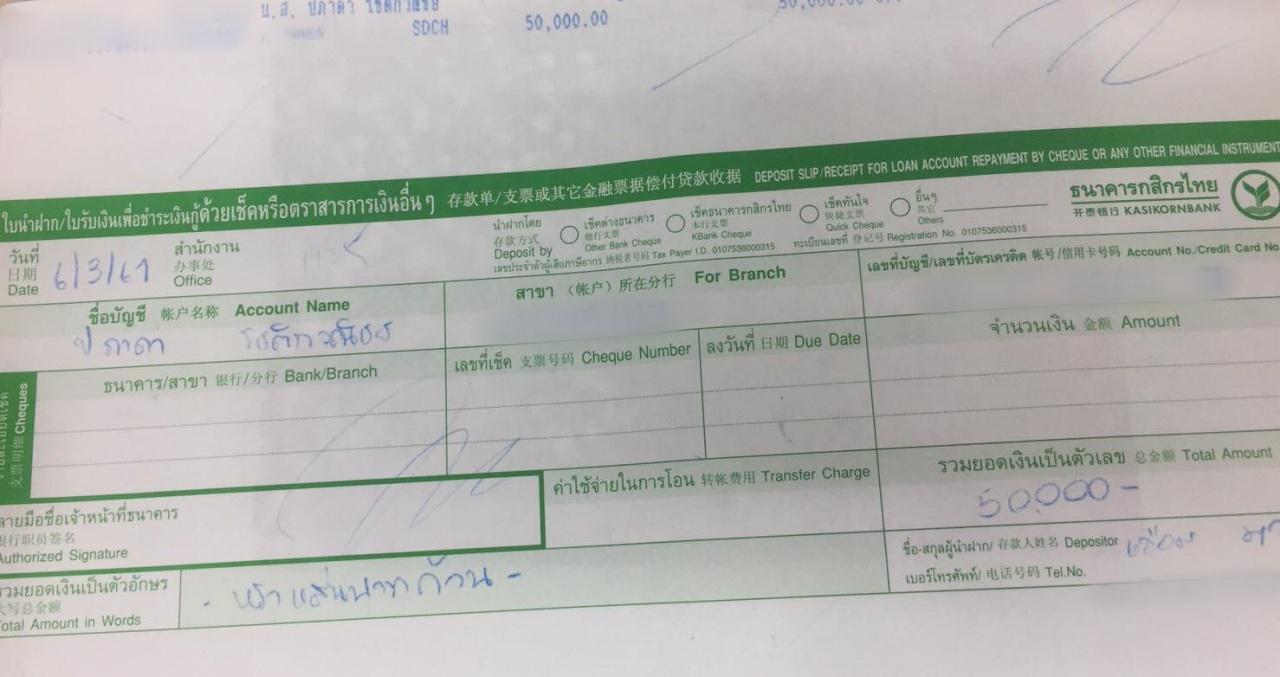 น.ส. ปภาดา
SDCH 50,000.00
ใบนำฝาก/ใบรับเงินเพื่อชำระเงินกู้ด้วยเช็คหรือตราสารการเงินอื่นๆ 存款单/支票或其它金融票据偿付贷款收据 DEPOSIT SLIP/RECEIPT FOR LOAN ACCOUNT REPAYMENT BY CHEQUE OR ANY OTHER FINANCIAL INSTRUMENT
ธนาคารกสิกรไทย
开泰银行 KASIKORNBANK
วันที่
日期
Date 6/3/61
สำนักงาน
办事处
Office
นำฝากโดย
存款方式
Deposit by
เช็คต่างธนาคาร
他行支票
Other Bank Cheque
เช็คธนาคารกสิกรไทย
本行支票
KBank Cheque
เช็คทันใจ
快捷支票
Quick Cheque
อื่นๆ
其它
Others
เลขประจำตัวผู้เสียภาษีอากร 纳税者号码 Tax Payer I.D. 0107536000315 ทะเบียนเลขที่ 登记号 Registration No. 0107536000315
ชื่อบัญชี 帐户名称 Account Name
ปภาดา
สาขา (帐户) 所在分行 For Branch
เลขที่บัญชี/เลขที่บัตรเครดิต 帐号/信用卡号码 Account No./Credit Card No
支票明细 Cheques
ธนาคาร/สาขา 银行/分行 Bank/Branch
เลขที่เช็ค 支票号码 Cheque Number
ลงวันที่ 日期 Due Date
จำนวนเงิน 金额 Amount
ลายมือชื่อเจ้าหน้าที่ธนาคาร
银行职员签名
Authorized Signature
ค่าใช้จ่ายในการโอน 转帐费用 Transfer Charge
รวมยอดเงินเป็นตัวเลข 总金额 Total Amount
50,000 -
รวมยอดเงินเป็นตัวอักษร
大写总金额
Total Amount in Words
- ห้าหมื่นบาทถ้วน -
ชื่อ-สกุลผู้นำฝาก/ 存款人姓名 Depositor
เบอร์โทรศัพท์/ 电话号码 Tel.No.